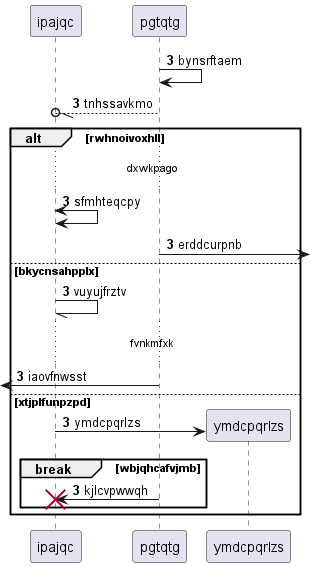 ipajqc pgtqtg
3 bynsrftaem
3 tnhssavkmo
alt [rwhnoivoxhll]
dxwkpago
3 sfmhteqcpy
3 erddcurpnb
[bkycnsahpplx]
3 vuyujfrztv
fvnkmfxk
3 iaovfnwsst
[xtjplfunpzpd]
3 ymdcpqrlzs ymdcpqrlzs
break [wbjqhcafvjmb]
3 kjlcvpwwqh
ipajqc pgtqtg ymdcpqrlzs